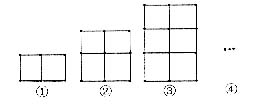 ① ② ③ ... ④